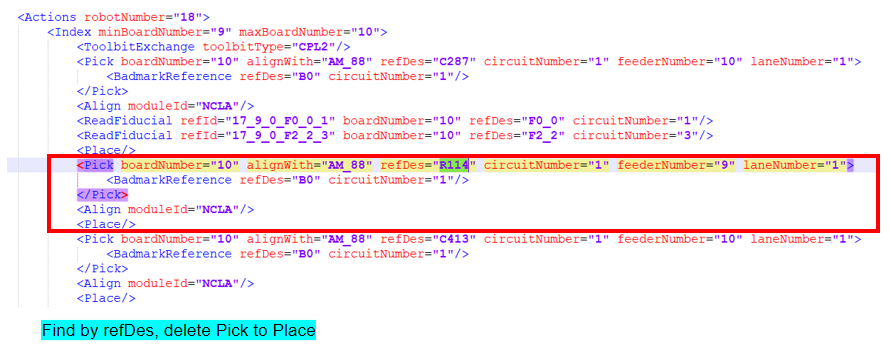 <Actions robotNumber="18">
<Index minBoardNumber="9" maxBoardNumber="10">
<ToolbitExchange toolbitType="CPL2"/>
<Pick boardNumber="10" alignWith="AM_88" refDes="C287" circuitNumber="1" feederNumber="10" laneNumber="1">
<BadmarkReference refDes="B0" circuitNumber="1"/>
</Pick>
<Align moduleId="NCLA"/>
<ReadFiducial refId="17_9_0_F0_0_1" boardNumber="10" refDes="F0_0" circuitNumber="1"/>
<ReadFiducial refId="17_9_0_F2_2_3" boardNumber="10" refDes="F2_2" circuitNumber="3"/>
<Place/>
<Pick boardNumber="10" alignWith="AM_88" refDes="R114" circuitNumber="1" feederNumber="9" laneNumber="1">
<BadmarkReference refDes="B0" circuitNumber="1"/>
</Pick>
<Align moduleId="NCLA"/>
<Place/>
<Pick boardNumber="10" alignWith="AM_88" refDes="C413" circuitNumber="1" feederNumber="10" laneNumber="1">
<BadmarkReference refDes="B0" circuitNumber="1"/>
</Pick>
<Align moduleId="NCLA"/>
<Place/>
Find by refDes, delete Pick to Place